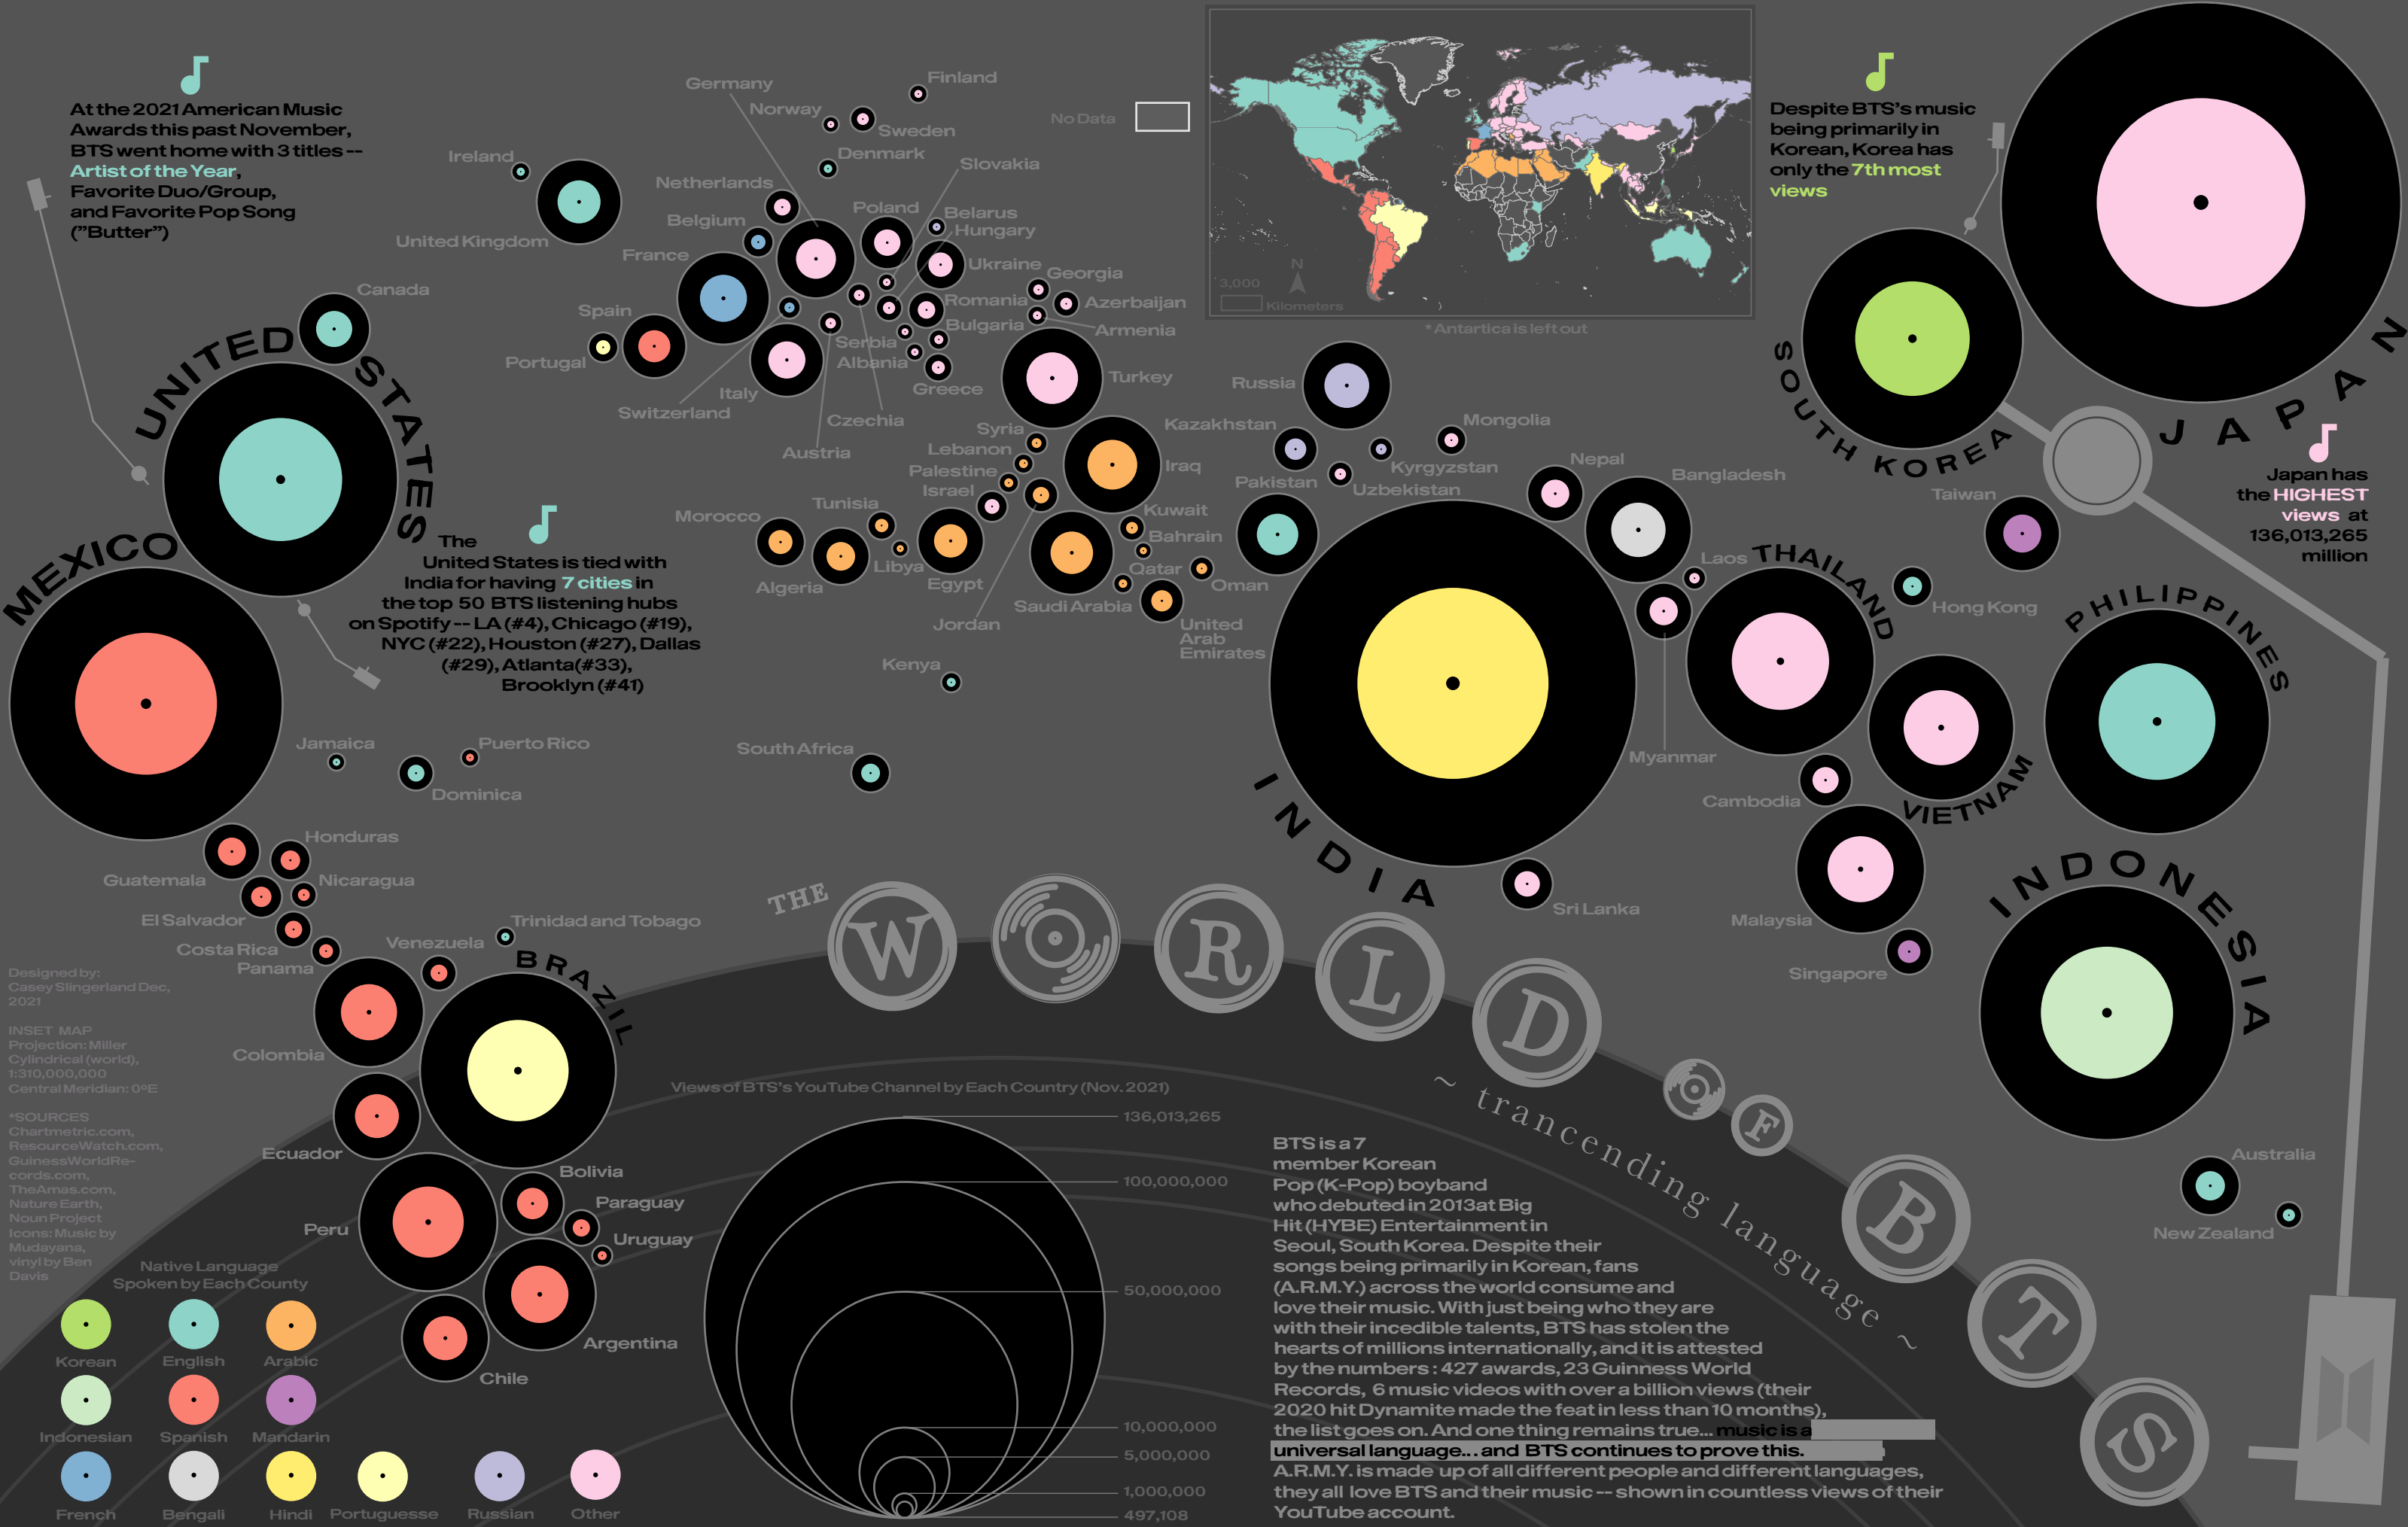 At the 2021 American Music
Awards this past November,
BTS went home with 3 titles --
Artist of the Year,
Favorite Duo/Group,
and Favorite Pop Song
("Butter")
Germany
Finland
Norway
Sweden
Ireland
Denmark
Slovakia
Netherlands
Belgium
Poland
Belarus
Hungary
United Kingdom
France
Ukraine
Georgia
Canada
Spain
Romania
Azerbaijan
Bulgaria
Armenia
Serbia
Portugal
Albania
Italy
Greece
Turkey
Switzerland
Czechia
Austria
No Data
N
3,000
Kilometers
* Antartica is left out
Despite BTS's music
being primarily in
Korean, Korea has
only the 7th most
views
JAPAN
SOUTH KOREA
Japan has
the HIGHEST
views at
136,013,265
million
UNITED STATES
MEXICO
The
United States is tied with
India for having 7 cities in
the top 50 BTS listening hubs
on Spotify -- LA (#4), Chicago (#19),
NYC (#22), Houston (#27), Dallas
(#29), Atlanta(#33),
Brooklyn (#41)
Russia
Kazakhstan
Mongolia
Kyrgyzstan
Uzbekistan
Pakistan
Nepal
Bangladesh
Taiwan
Syria
Lebanon
Palestine
Israel
Iraq
Tunisia
Morocco
Kuwait
Bahrain
Algeria
Libya
Egypt
Qatar
Oman
Saudi Arabia
Jordan
United
Arab
Emirates
Kenya
South Africa
Laos
THAILAND
Hong Kong
PHILIPPINES
Myanmar
VIETNAM
Cambodia
INDIA
Sri Lanka
Malaysia
Singapore
INDONESIA
Australia
New Zealand
Jamaica
Puerto Rico
Dominica
Honduras
Guatemala
Nicaragua
El Salvador
Costa Rica
Panama
Venezuela
Trinidad and Tobago
BRAZIL
Colombia
Ecuador
Bolivia
Paraguay
Peru
Uruguay
Argentina
Chile
THE
WORLD
OF
BTS
~ trancending language ~
Designed by:
Casey Slingerland Dec,
2021
INSET MAP
Projection: Miller
Cylindrical (world),
1:310,000,000
Central Meridian: 0°E
*SOURCES
Chartmetric.com,
ResourceWatch.com,
GuinessWorldRe-
cords.com,
TheAmas.com,
Nature Earth,
Noun Project
Icons: Music by
Mudayana,
vinyl by Ben
Davis
Native Language
Spoken by Each County
Korean
English
Arabic
Indonesian
Spanish
Mandarin
French
Bengali
Hindi
Portuguesse
Russian
Other
Views of BTS's YouTube Channel by Each Country (Nov. 2021)
136,013,265
100,000,000
50,000,000
10,000,000
5,000,000
1,000,000
497,108
BTS is a 7
member Korean
Pop (K-Pop) boyband
who debuted in 2013at Big
Hit (HYBE) Entertainment in
Seoul, South Korea. Despite their
songs being primarily in Korean, fans
(A.R.M.Y.) across the world consume and
love their music. With just being who they are
with their incedible talents, BTS has stolen the
hearts of millions internationally, and it is attested
by the numbers : 427 awards, 23 Guinness World
Records, 6 music videos with over a billion views (their
2020 hit Dynamite made the feat in less than 10 months),
the list goes on. And one thing remains true... music is a
universal language... and BTS continues to prove this.
A.R.M.Y. is made up of all different people and different languages,
they all love BTS and their music -- shown in countless views of their
YouTube account.